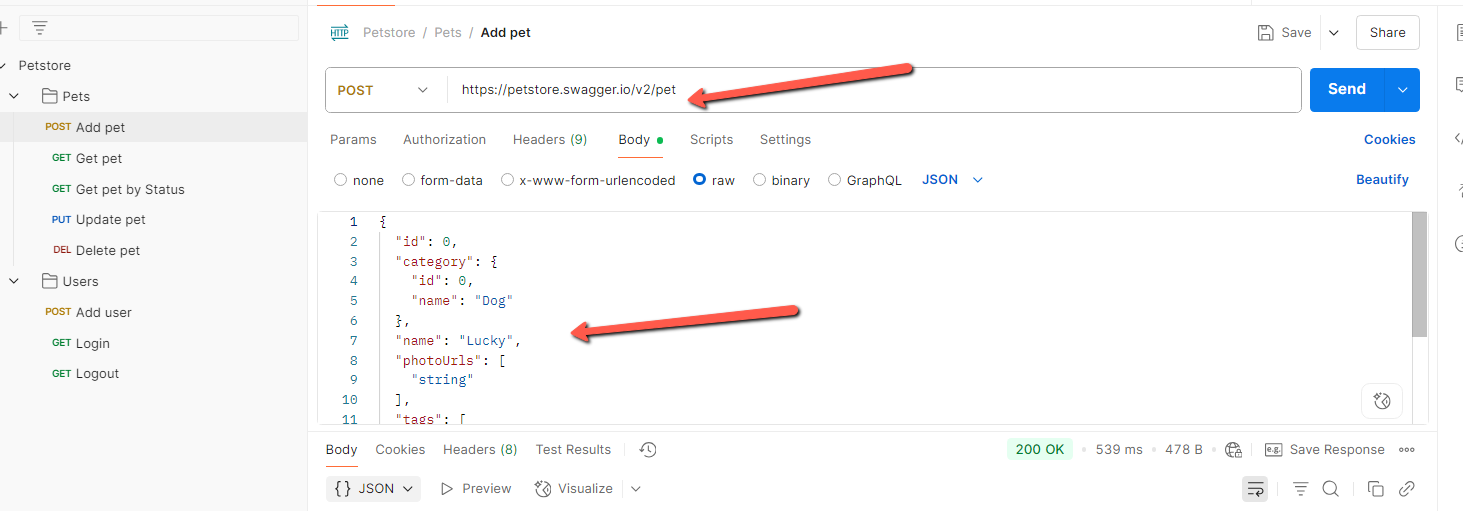 Petstore
Pets
POST Add pet
GET Get pet
GET Get pet by Status
PUT Update pet
DEL Delete pet
Users
POST Add user
GET Login
GET Logout
HTTP Petstore / Pets / Add pet
Save
Share
POST https://petstore.swagger.io/v2/pet
Send
Params Authorization Headers (9) Body Scripts Settings
Cookies
none form-data x-www-form-urlencoded raw binary GraphQL JSON
Beautify
1 {
2 "id": 0,
3 "category": {
4 "id": 0,
5 "name": "Dog"
6 },
7 "name": "Lucky",
8 "photoUrls": [
9 "string"
10 ],
11 "tags": [
Body Cookies Headers (8) Test Results
200 OK • 539 ms • 478 B
e.g. Save Response
{} JSON Preview Visualize